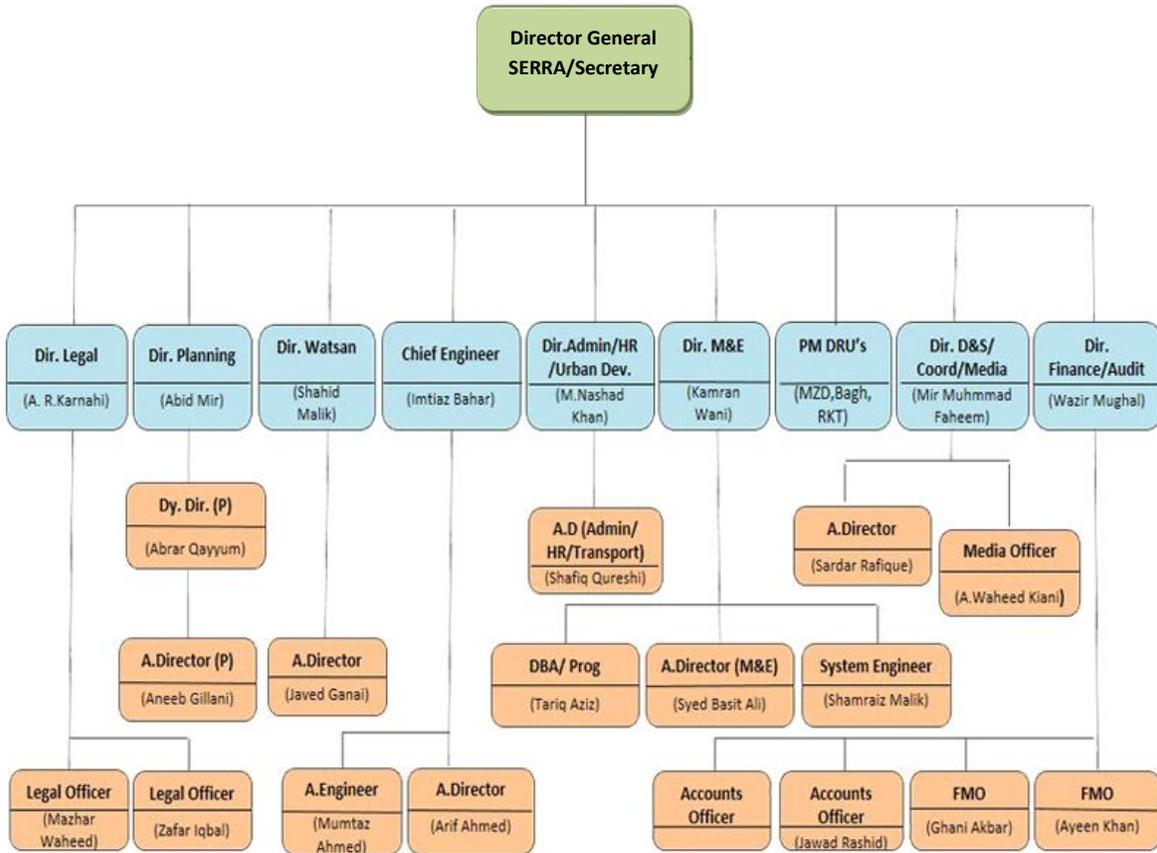 Director General
SERRA/Secretary
Dir. Legal
(A. R.Karnahi)
Dir. Planning
(Abid Mir)
Dir. Watsan
(Shahid
Malik)
Chief Engineer
(Imtiaz Bahar)
Dir.Admin/HR
/Urban Dev.
(M.Nashad
Khan)
Dir. M&E
(Kamran
Wani)
PM DRU's
(MZD,Bagh,
RKT)
Dir. D&S/
Coord/Media
(Mir Muhmmad
Faheem)
Dir.
Finance/Audit
(Wazir Mughal)
Dy. Dir. (P)
(Abrar Qayyum)
A.D (Admin/
HR/Transport)
(Shafiq Qureshi)
A.Director
(Sardar Rafique)
Media Officer
(A.Waheed Kiani)
A.Director (P)
(Aneeb Gillani)
A.Director
(Javed Ganai)
DBA/ Prog
(Tariq Aziz)
A.Director (M&E)
(Syed Basit Ali)
System Engineer
(Shamraiz Malik)
Legal Officer
(Mazhar
Waheed)
Legal Officer
(Zafar Iqbal)
A.Engineer
(Mumtaz
Ahmed)
A.Director
(Arif Ahmed)
Accounts
Officer
Accounts
Officer
(Jawad Rashid)
FMO
(Ghani Akbar)
FMO
(Ayeen Khan)